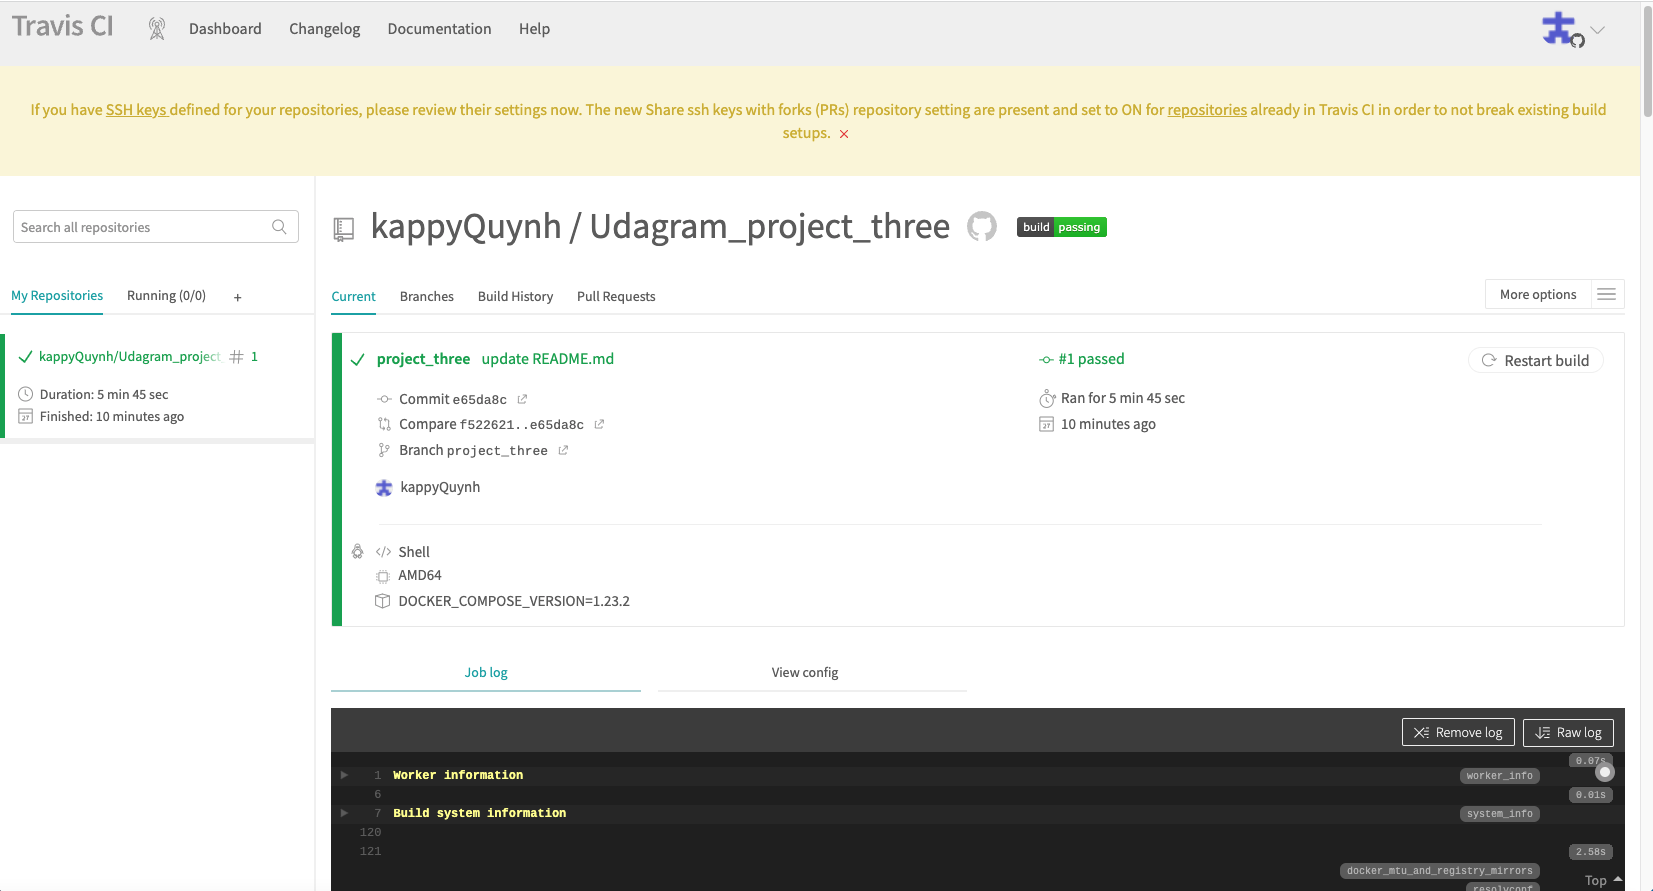 Travis CI
Dashboard
Changelog
Documentation
Help
If you have SSH keys defined for your repositories, please review their settings now. The new Share ssh keys with forks (PRs) repository setting are present and set to ON for repositories already in Travis CI in order to not break existing build
setups. ×
Search all repositories
My Repositories
Running (0/0)
+
kappyQuynh/Udagram_project
# 1
Duration: 5 min 45 sec
27 Finished: 10 minutes ago
kappyQuynh / Udagram_project_three
build passing
Current
Branches
Build History
Pull Requests
More options
project_three update README.md
Commit e65da8c
Compare f522621..e65da8c
Branch project_three
kappyQuynh
#1 passed
Ran for 5 min 45 sec
27 10 minutes ago
Restart build
</> Shell
AMD64
DOCKER_COMPOSE_VERSION=1.23.2
Job log
View config
Remove log
Raw log
0.07s
1 Worker information worker_info
6 0.01s
7 Build system information system_info
120
121 2.58s
docker_mtu_and_registry_mirrors
resolvconf
Top